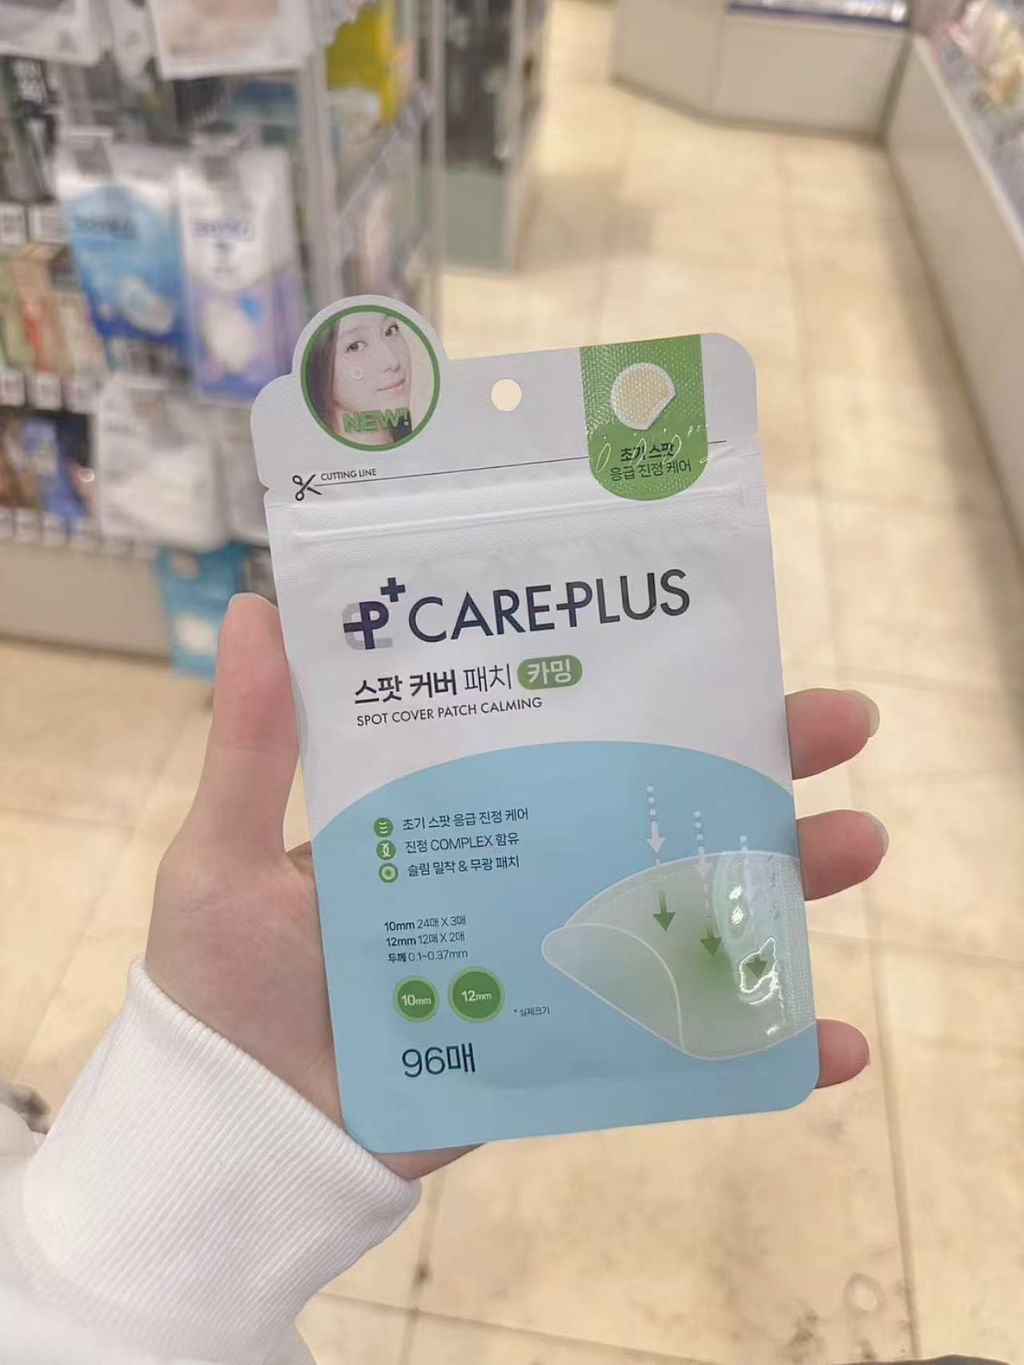 NEW!
초기 스팟
응급 진정 케어
CUTTING LINE
CARE+PLUS
스팟 커버 패치 카밍
SPOT COVER PATCH CALMING
초기 스팟 응급 진정 케어
진정 COMPLEX 함유
슬림 밀착 & 무광 패치
10mm 24매 X 3매
12mm 12매 X 2매
두께 0.1~0.37mm
10mm 12mm
* 실제크기
96매